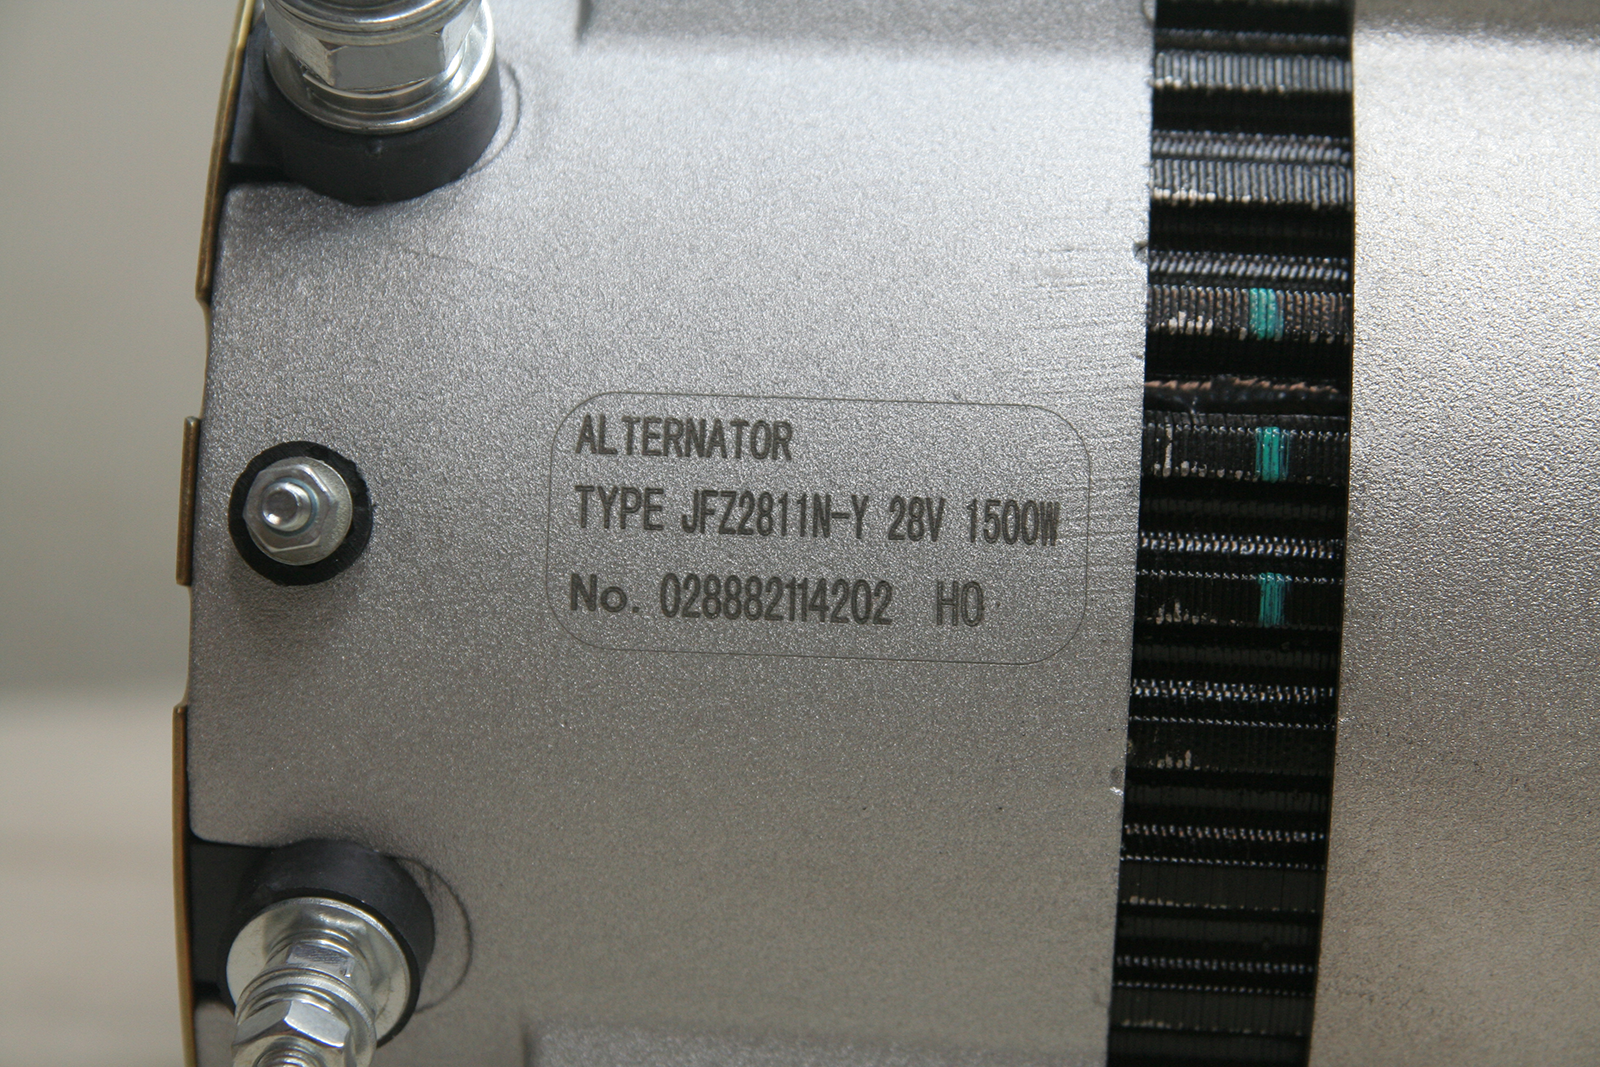 ALTERNATOR
TYPE JFZ2811N-Y 28V 1500W
No. 028882114202 HO